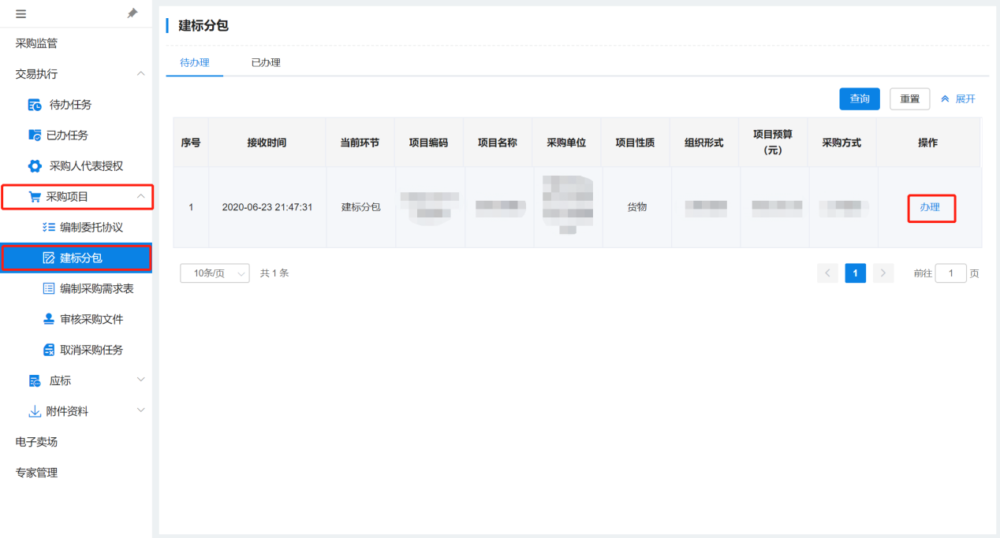 采购监管
交易执行
待办任务
已办任务
采购人代表授权
采购项目
编制委托协议
建标分包
编制采购需求表
审核采购文件
取消采购任务
应标
附件资料
电子卖场
专家管理
建标分包
待办理 已办理
查询 重置 展开
序号 接收时间 当前环节 项目编码 项目名称 采购单位 项目性质 组织形式 项目预算（元） 采购方式 操作
1 2020-06-23 21:47:31 建标分包 货物 办理
10条/页 共 1 条 1 前往 1 页